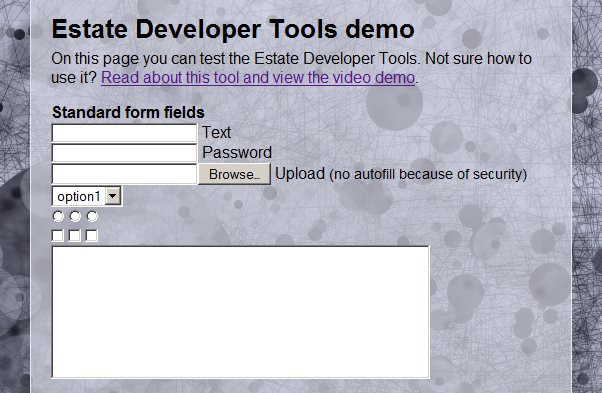 Estate Developer Tools demo
On this page you can test the Estate Developer Tools. Not sure how to
use it? Read about this tool and view the video demo.
Standard form fields
Text
Password
Browse... Upload (no autofill because of security)
option1